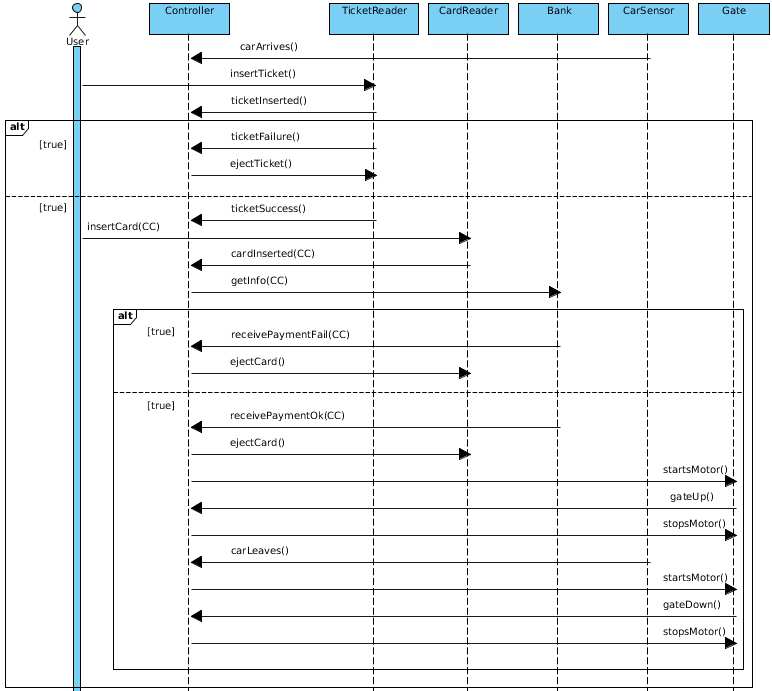 Controller
TicketReader
CardReader
Bank
CarSensor
Gate
User
carArrives()
insertTicket()
ticketInserted()
alt
[true]
ticketFailure()
ejectTicket()
[true]
ticketSuccess()
insertCard(CC)
cardInserted(CC)
getInfo(CC)
alt
[true]
receivePaymentFail(CC)
ejectCard()
[true]
receivePaymentOk(CC)
ejectCard()
startsMotor()
gateUp()
stopsMotor()
carLeaves()
startsMotor()
gateDown()
stopsMotor()